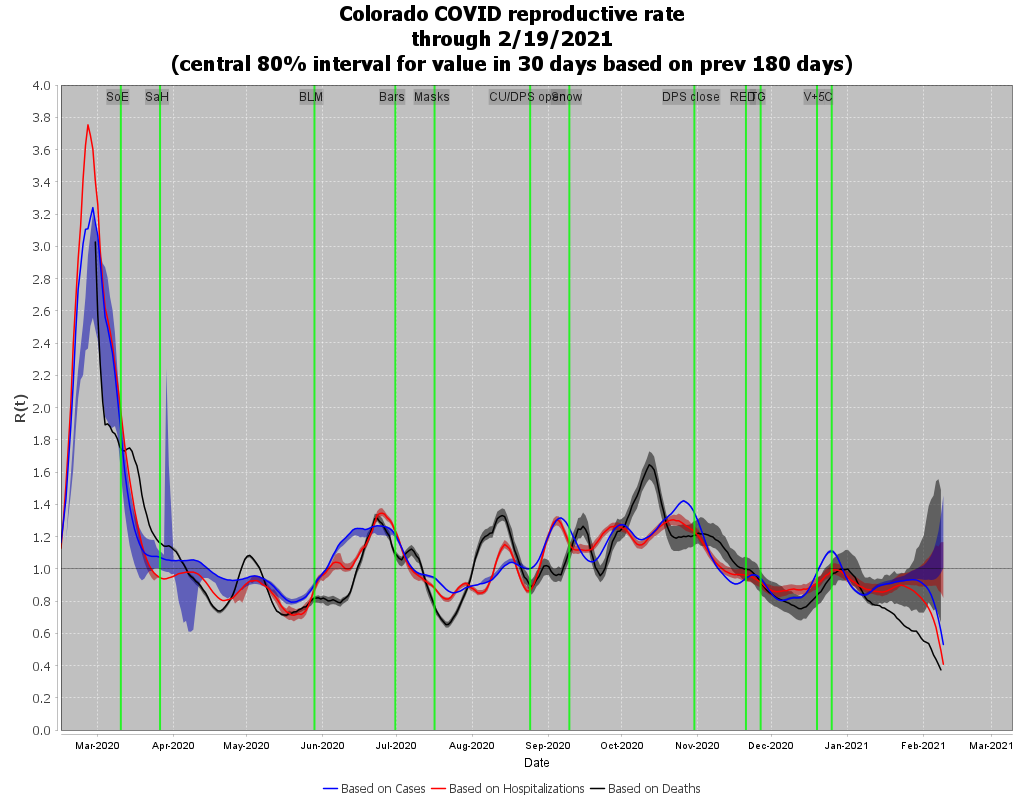 Colorado COVID reproductive rate
through 2/19/2021
(central 80% interval for value in 30 days based on prev 180 days)
4.0
SoE SaH BLM Bars Masks CU/DPS open Snow DPS close RED TG V+5C
3.8
3.6
3.4
3.2
3.0
2.8
2.6
2.4
2.2
2.0
R(t)
1.8
1.6
1.4
1.2
1.0
0.8
0.6
0.4
0.2
0.0
Mar-2020 Apr-2020 May-2020 Jun-2020 Jul-2020 Aug-2020 Sep-2020 Oct-2020 Nov-2020 Dec-2020 Jan-2021 Feb-2021 Mar-2021
Date
Based on Cases Based on Hospitalizations Based on Deaths